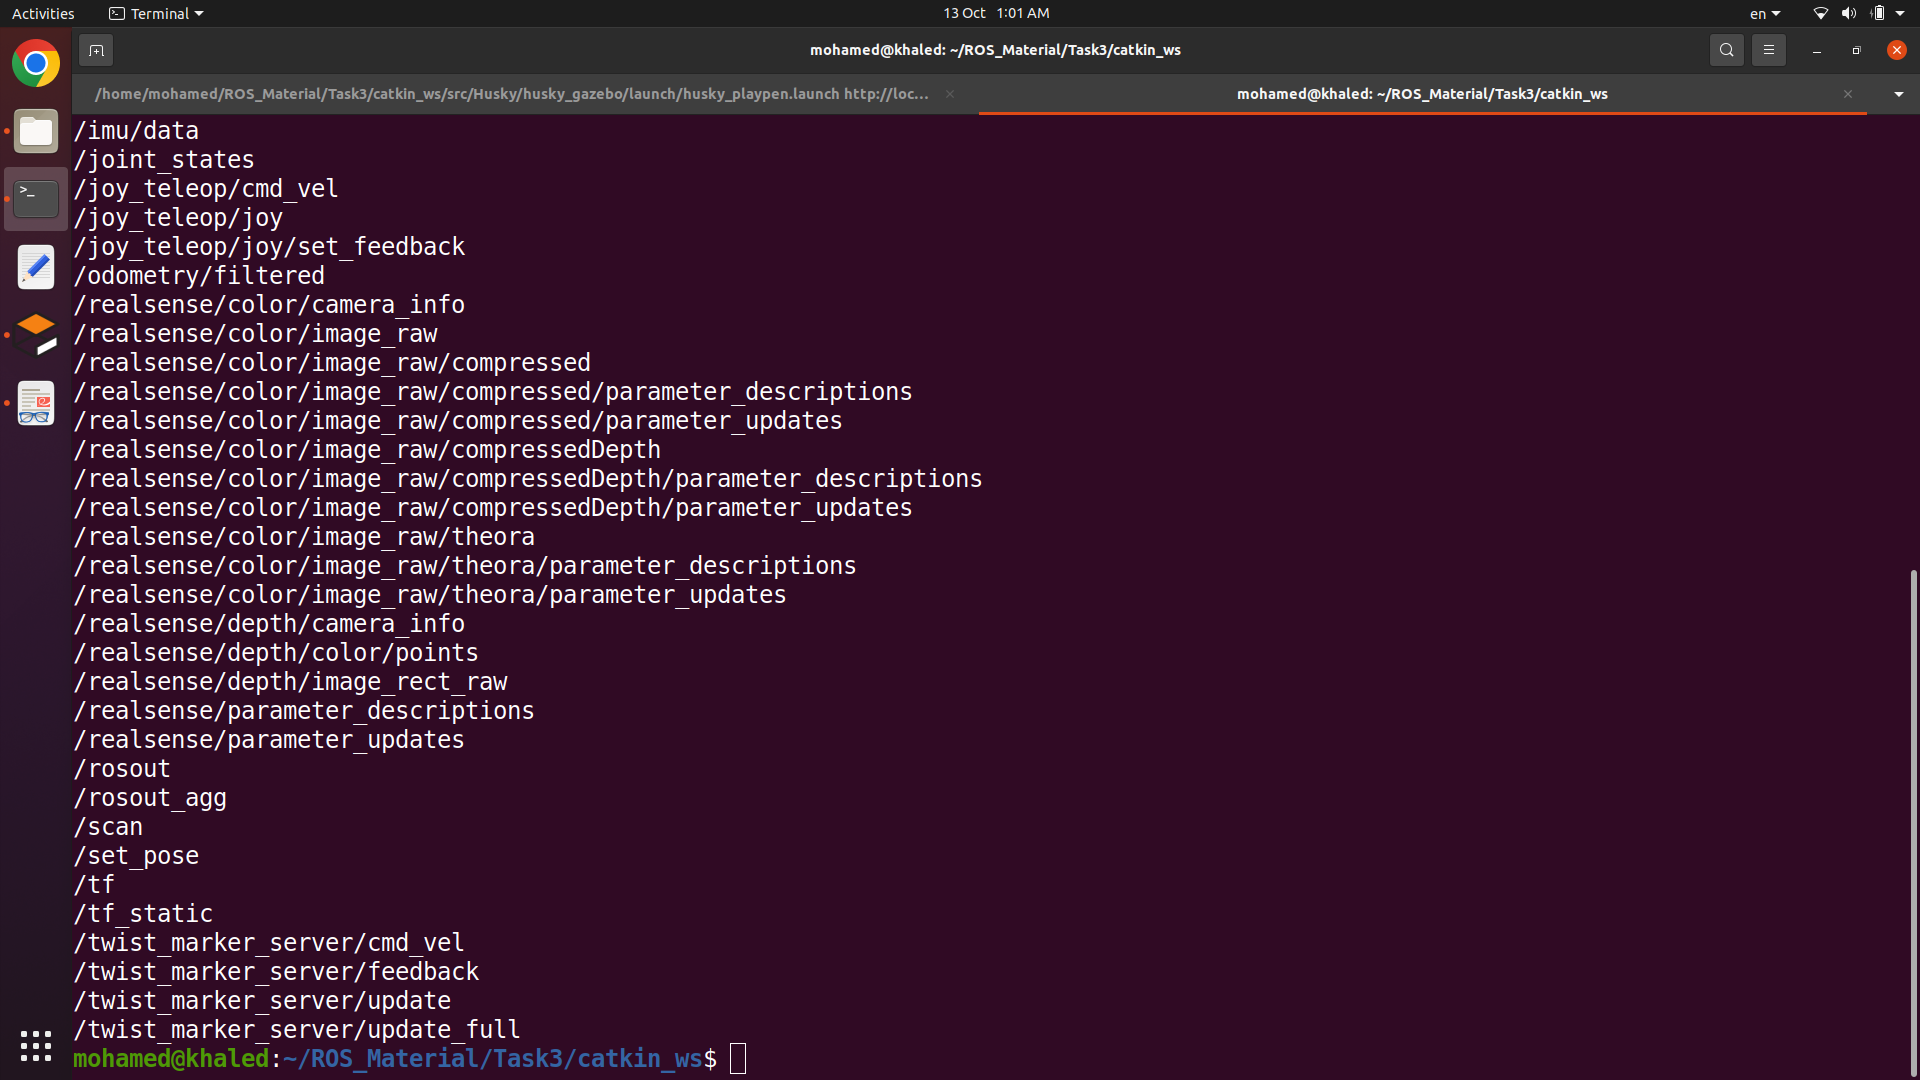 Activities
Terminal
13 Oct 1:01 AM
en
mohamed@khaled: ~/ROS_Material/Task3/catkin_ws
/home/mohamed/ROS_Material/Task3/catkin_ws/src/Husky/husky_gazebo/launch/husky_playpen.launch http://loc...
mohamed@khaled: ~/ROS_Material/Task3/catkin_ws
/imu/data
/joint_states
/joy_teleop/cmd_vel
/joy_teleop/joy
/joy_teleop/joy/set_feedback
/odometry/filtered
/realsense/color/camera_info
/realsense/color/image_raw
/realsense/color/image_raw/compressed
/realsense/color/image_raw/compressed/parameter_descriptions
/realsense/color/image_raw/compressed/parameter_updates
/realsense/color/image_raw/compressedDepth
/realsense/color/image_raw/compressedDepth/parameter_descriptions
/realsense/color/image_raw/compressedDepth/parameter_updates
/realsense/color/image_raw/theora
/realsense/color/image_raw/theora/parameter_descriptions
/realsense/color/image_raw/theora/parameter_updates
/realsense/depth/camera_info
/realsense/depth/color/points
/realsense/depth/image_rect_raw
/realsense/parameter_descriptions
/realsense/parameter_updates
/rosout
/rosout_agg
/scan
/set_pose
/tf
/tf_static
/twist_marker_server/cmd_vel
/twist_marker_server/feedback
/twist_marker_server/update
/twist_marker_server/update_full
mohamed@khaled:~/ROS_Material/Task3/catkin_ws$